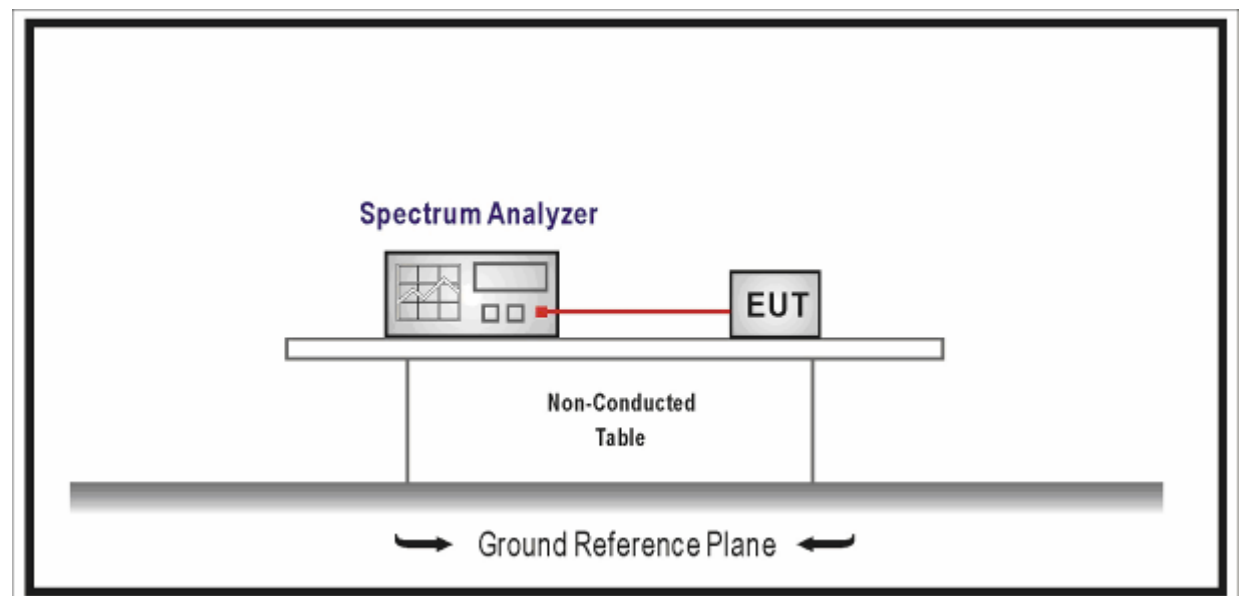 Spectrum Analyzer
EUT
Non-Conducted
Table
Ground Reference Plane